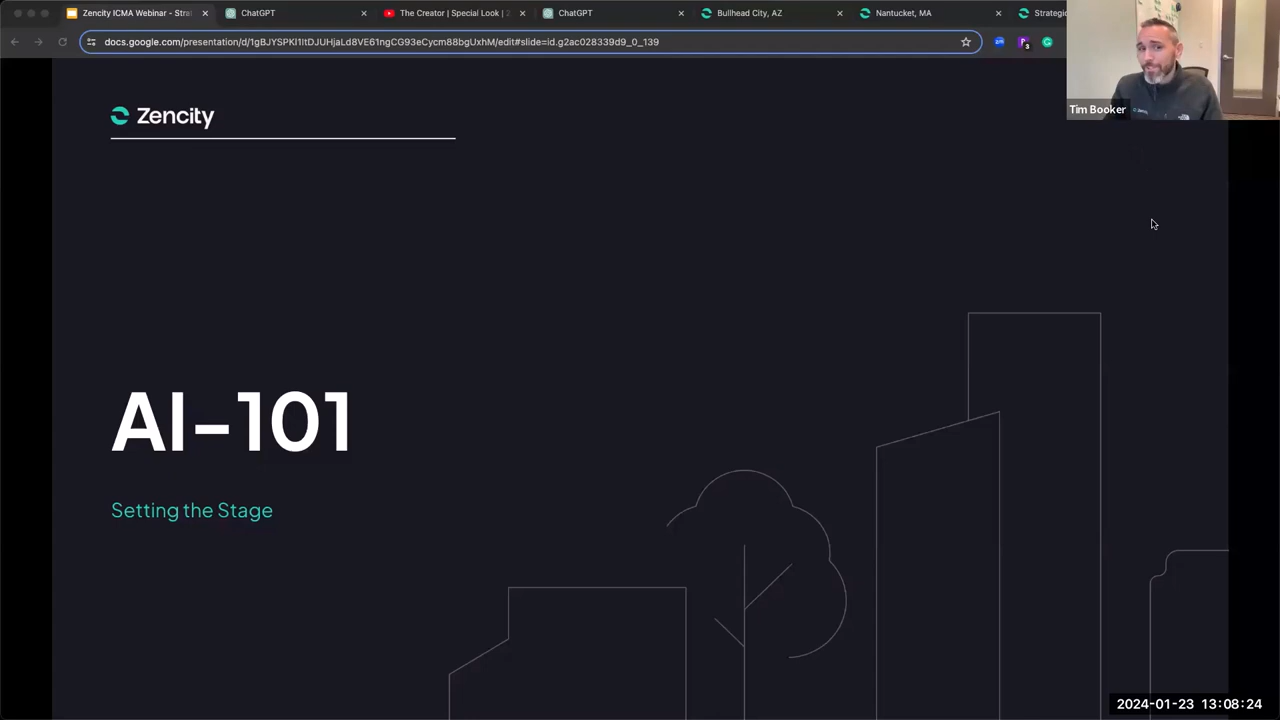 Zencity ICMA Webinar - Stra
ChatGPT
The Creator | Special Look | 2
ChatGPT
Bullhead City, AZ
Nantucket, MA
Strategic
docs.google.com/presentation/d/1gBJYSPKI1ltDJUHjaLd8VE61ngCG93eCycm88bgUxhM/edit#slide=id.g2ac028339d9_0_139
Tim Booker
Zencity
AI-101
Setting the Stage
2024-01-23 13:08:24